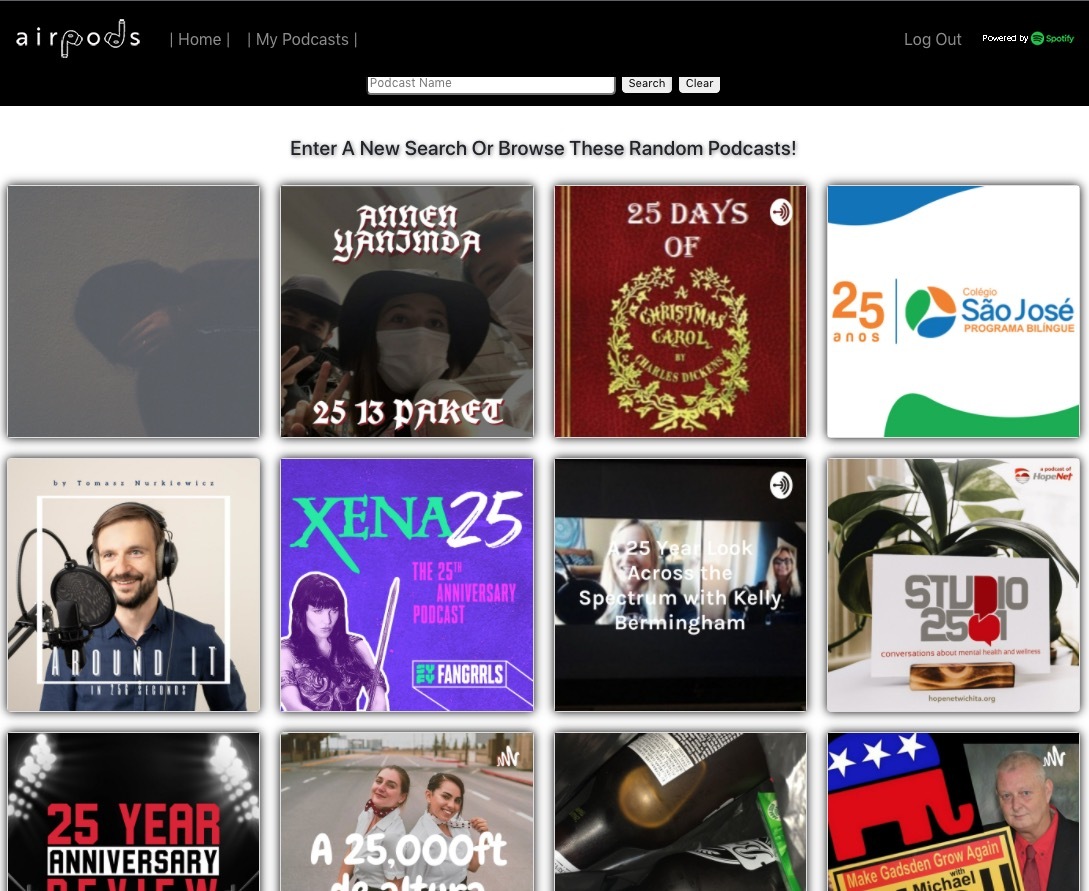 airpods
| Home |
| My Podcasts |
Log Out
Powered by Spotify
Podcast Name
Search
Clear
Enter A New Search Or Browse These Random Podcasts!
ANNEN
YANIMDA
25 13 PAKET
25 DAYS
OF
A
CHRISTMAS
CAROL
BY
CHARLES DICKENS
25
anos
Colégio
São José
PROGRAMA BILÍNGUE
by Tomasz Nurkiewicz
AROUND IT
IN 256 SECONDS
XENA25
THE 25TH
ANNIVERSARY
PODCAST
SYFY FANGRRLS
A 25 Year Look
Across the
Spectrum with Kelly
Bermingham
a podcast of
HopeNet
STUDIO
2501
conversations about mental health and wellness
hopenetwichita.org
25 YEAR
ANNIVERSARY
REVIEW
A 25,000ft
de altura
Make Gadsden Grow Again
with
Michael